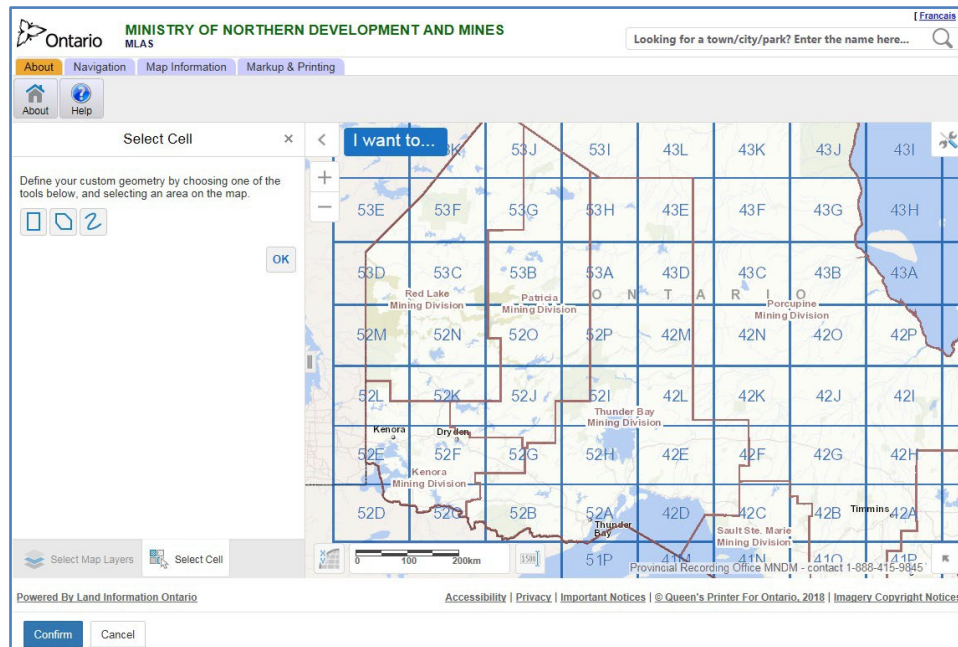 [ Francais
Ontario
MINISTRY OF NORTHERN DEVELOPMENT AND MINES
MLAS
Looking for a town/city/park? Enter the name here...
About Navigation Map Information Markup & Printing
About Help
Select Cell ×
I want to...
Define your custom geometry by choosing one of the
tools below, and selecting an area on the map.
OK
53J 53I 43L 43K 43J 43I
53E 53F 53G 53H 43E 43F 43G 43H
53D 53C 53B 53A 43D 43C 43B 43A
ONTARIO
Red Lake
Mining Division
Patricia
Mining Division
Porcupine
Mining Division
52M 52N 52O 52P 42M 42N 42O 42P
52L 52K 52J 52I 42L 42K 42J 42I
Thunder Bay
Mining Division
Kenora
Dryden
52E 52F 52G 52H 42E 42F 42G 42H
Kenora
Mining Division
52D 52C 52B 52A 42D 42C 42B Timmins 42A
Thunder
Bay
Sault Ste. Marie
Mining Division
51P 41M 41N 41O 41P
0 100 200km
Provincial Recording Office MNDM - contact 1-888-415-9845
Select Map Layers Select Cell
Powered By Land Information Ontario
Accessibility | Privacy | Important Notices | © Queen's Printer For Ontario, 2018 | Imagery Copyright Notices
Confirm Cancel